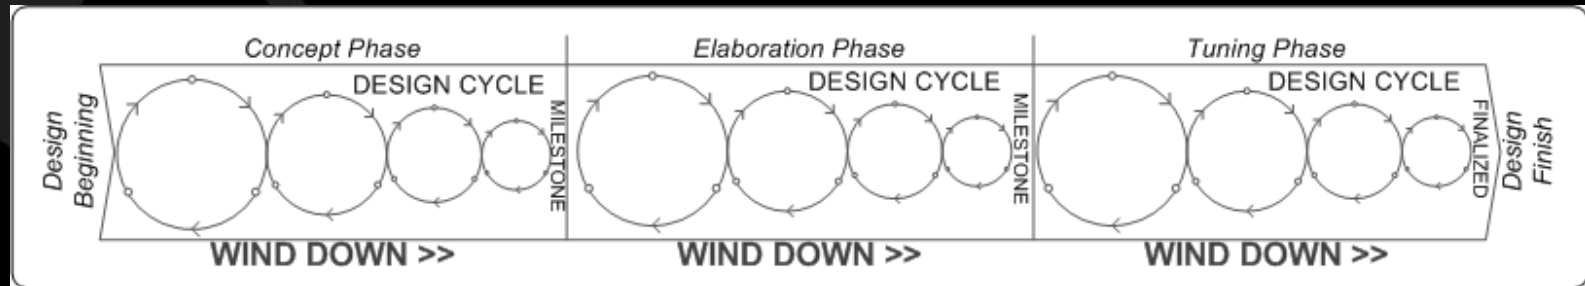 Concept Phase
Elaboration Phase
Tuning Phase
Design
Beginning
DESIGN CYCLE
MILESTONE
DESIGN CYCLE
MILESTONE
DESIGN CYCLE
FINALIZED
Design
Finish
WIND DOWN >>
WIND DOWN >>
WIND DOWN >>